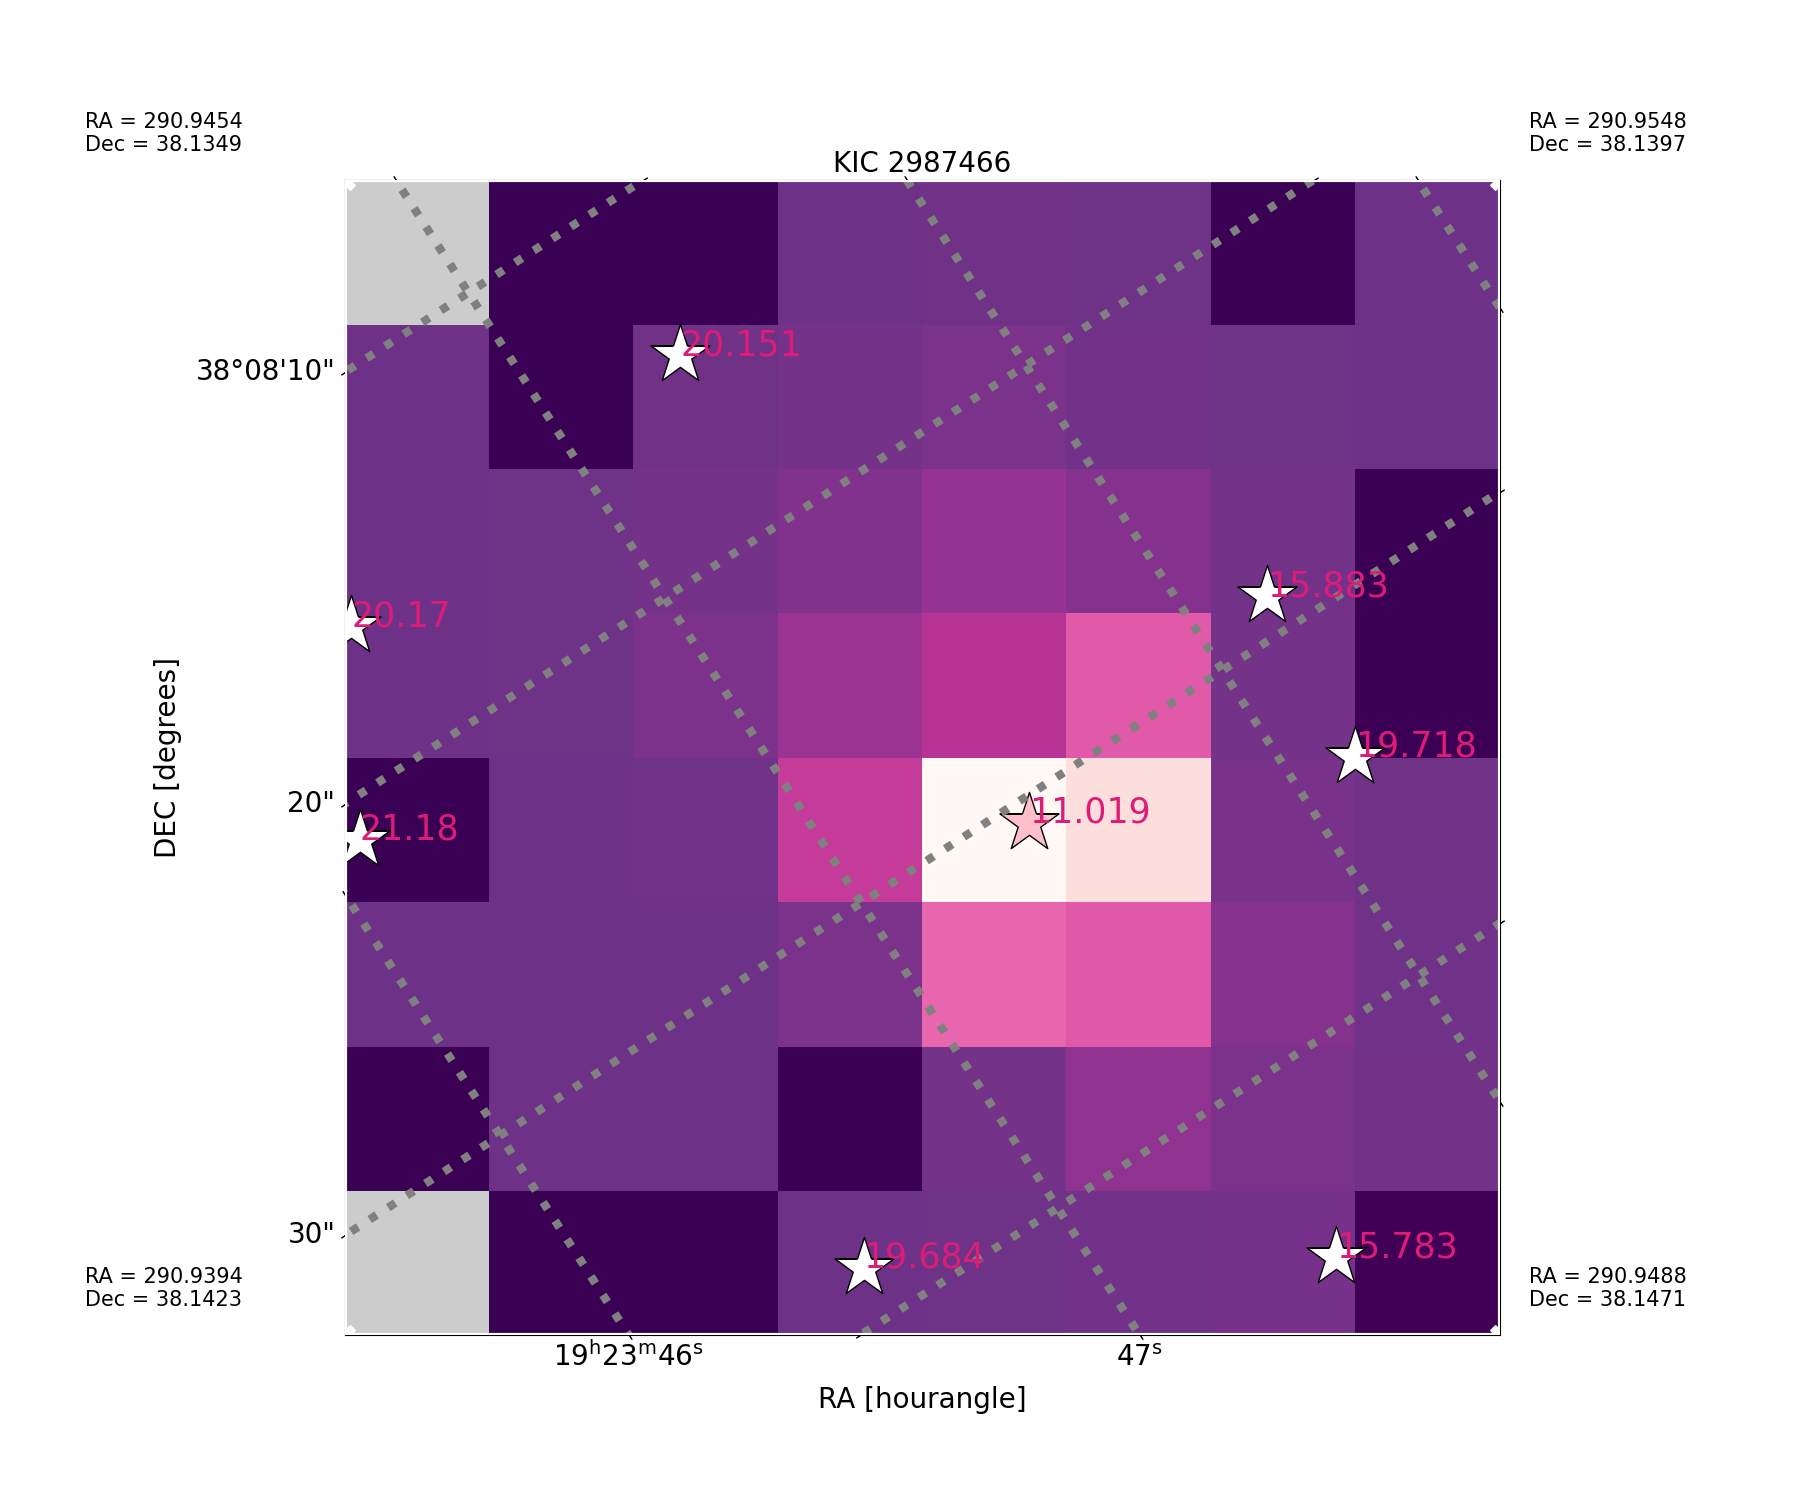 RA = 290.9454
Dec = 38.1349
RA = 290.9548
Dec = 38.1397
KIC 2987466
20.151
38°08'10"
15.883
20.17
19.718
20"
11.019
21.18
DEC [degrees]
19.684
15.783
30"
RA = 290.9394
Dec = 38.1423
RA = 290.9488
Dec = 38.1471
19ʰ23ᵐ46ˢ
47ˢ
RA [hourangle]